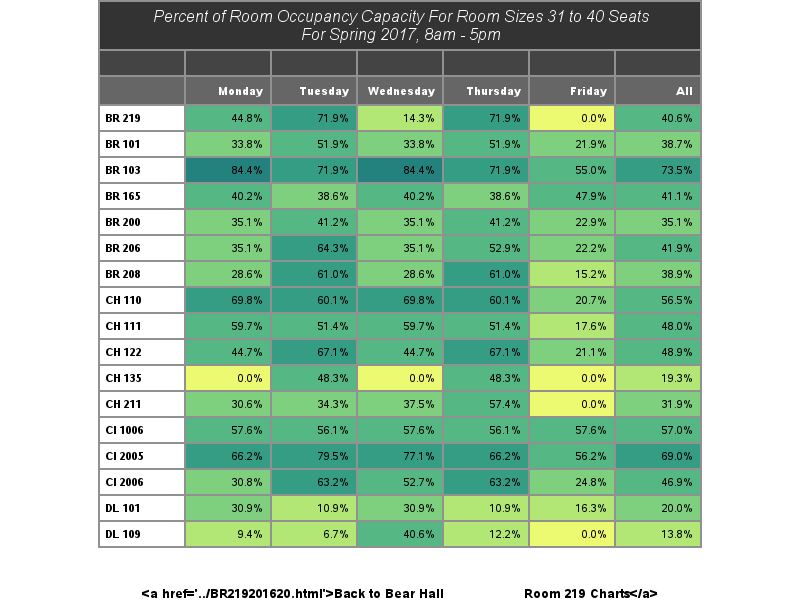 Percent of Room Occupancy Capacity For Room Sizes 31 to 40 Seats
For Spring 2017, 8am - 5pm
Monday Tuesday Wednesday Thursday Friday All
BR 219 44.8% 71.9% 14.3% 71.9% 0.0% 40.6%
BR 101 33.8% 51.9% 33.8% 51.9% 21.9% 38.7%
BR 103 84.4% 71.9% 84.4% 71.9% 55.0% 73.5%
BR 165 40.2% 38.6% 40.2% 38.6% 47.9% 41.1%
BR 200 35.1% 41.2% 35.1% 41.2% 22.9% 35.1%
BR 206 35.1% 64.3% 35.1% 52.9% 22.2% 41.9%
BR 208 28.6% 61.0% 28.6% 61.0% 15.2% 38.9%
CH 110 69.8% 60.1% 69.8% 60.1% 20.7% 56.5%
CH 111 59.7% 51.4% 59.7% 51.4% 17.6% 48.0%
CH 122 44.7% 67.1% 44.7% 67.1% 21.1% 48.9%
CH 135 0.0% 48.3% 0.0% 48.3% 0.0% 19.3%
CH 211 30.6% 34.3% 37.5% 57.4% 0.0% 31.9%
CI 1006 57.6% 56.1% 57.6% 56.1% 57.6% 57.0%
CI 2005 66.2% 79.5% 77.1% 66.2% 56.2% 69.0%
CI 2006 30.8% 63.2% 52.7% 63.2% 24.8% 46.9%
DL 101 30.9% 10.9% 30.9% 10.9% 16.3% 20.0%
DL 109 9.4% 6.7% 40.6% 12.2% 0.0% 13.8%
<a href='../BR219201620.html'>Back to Bear Hall Room 219 Charts</a>